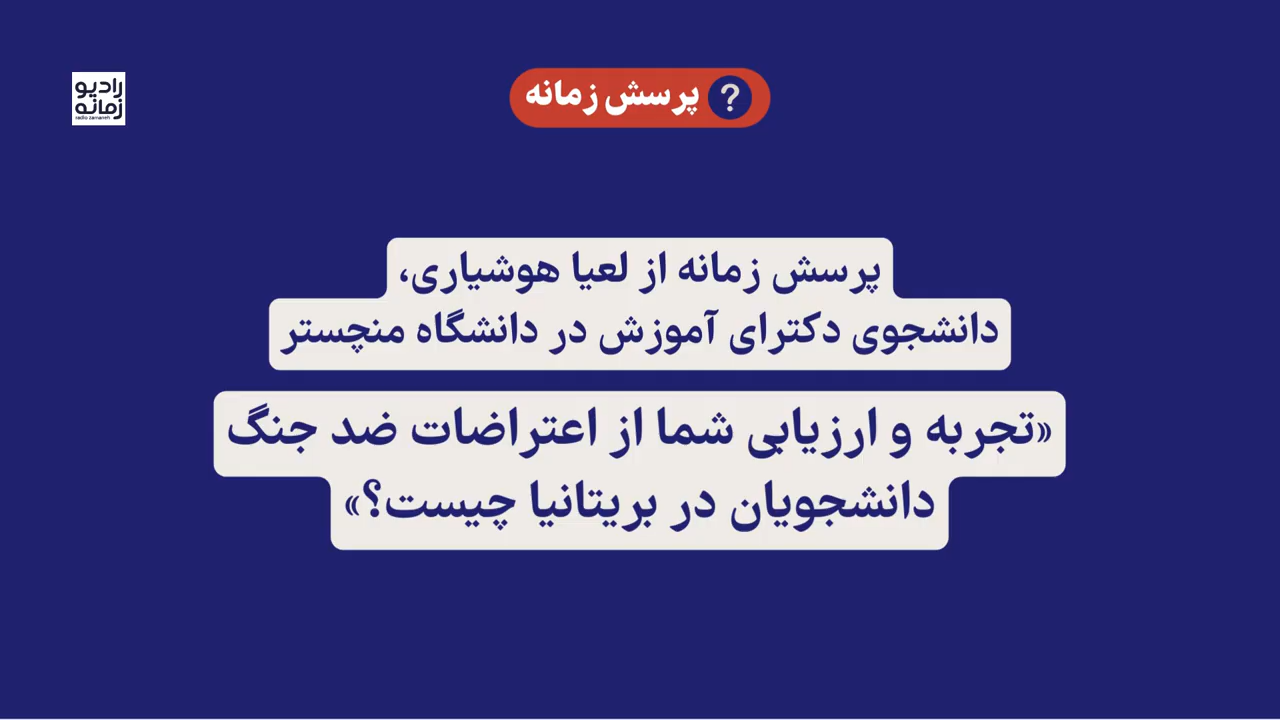 رادیو
زمانه
radio zamaneh
? پرسش زمانه
پرسش زمانه از لعیا هوشیاری،
دانشجوی دکترای آموزش در دانشگاه منچستر
«تجربه و ارزیابی شما از اعتراضات ضد جنگ
دانشجویان در بریتانیا چیست؟»